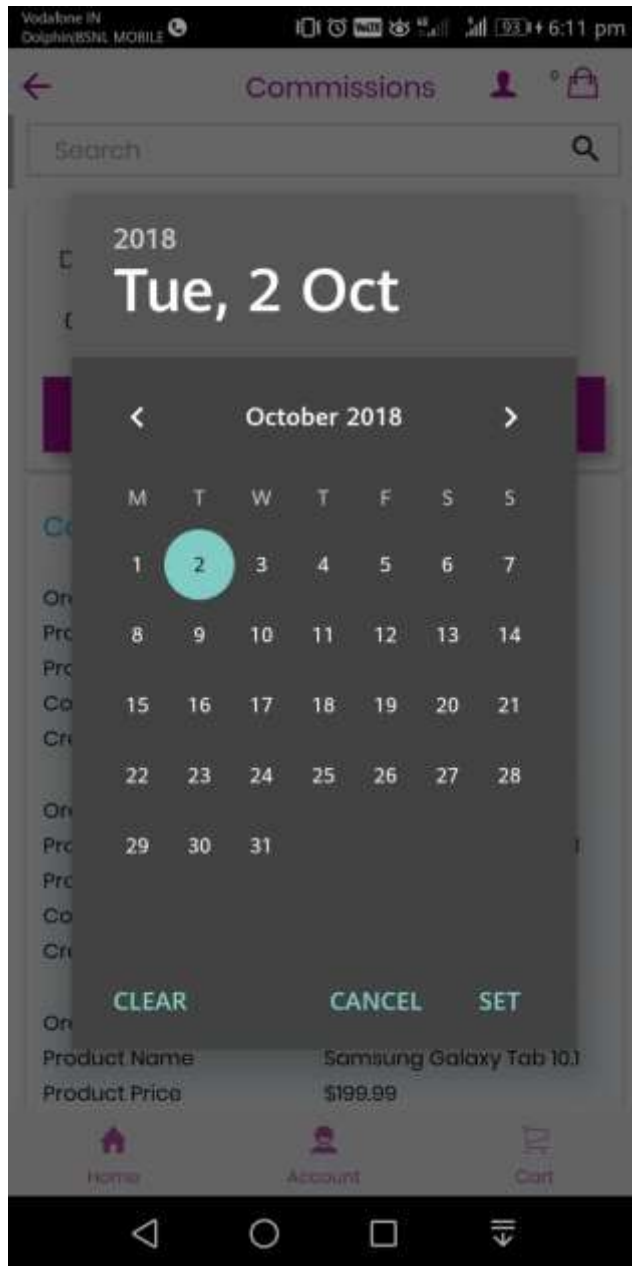 Vodafone IN
Dolphin/BSNL MOBILE 93 6:11 pm
Commissions 0
Search
2018
Tue, 2 Oct
October 2018
M T W T F S S
1 2 3 4 5 6 7
8 9 10 11 12 13 14
15 16 17 18 19 20 21
22 23 24 25 26 27 28
29 30 31
CLEAR CANCEL SET
Product Name Samsung Galaxy Tab 10.1
Product Price $199.99
Home Account Cart